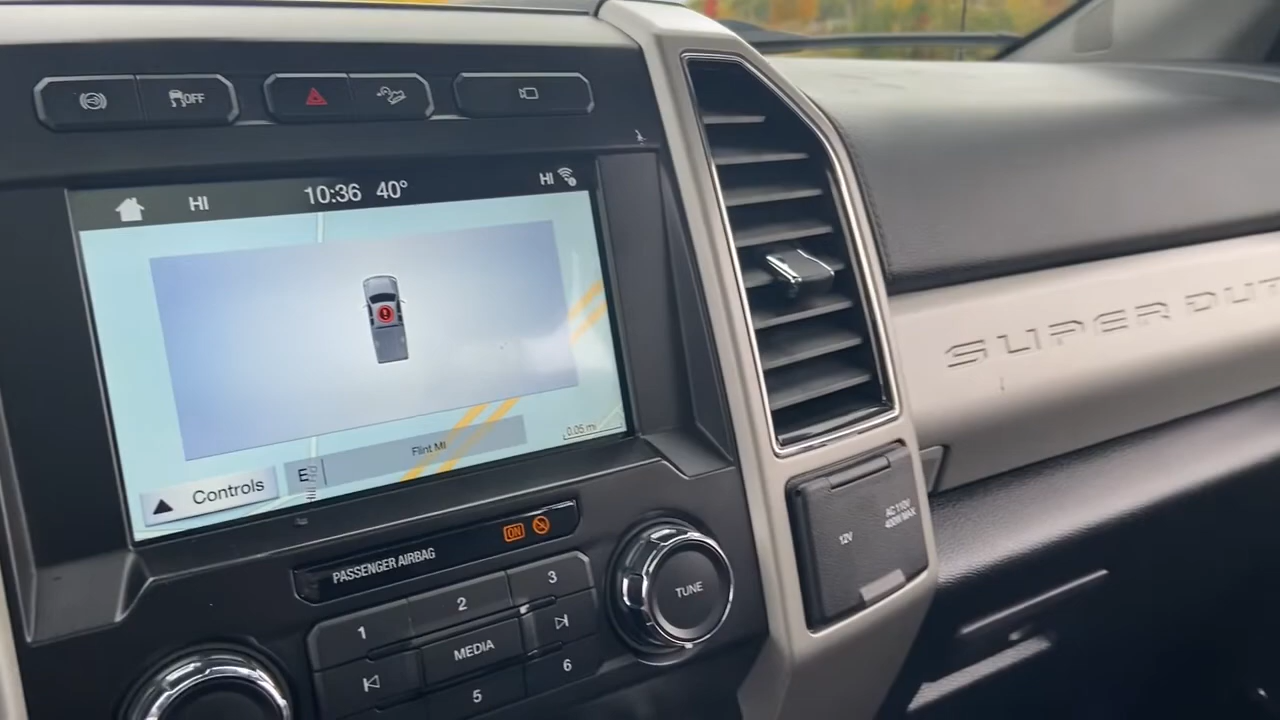 OFF
HI 10:36 40° HI
SUPER DUT
0.05 mi
Flint MI
Controls
ON
PASSENGER AIRBAG
AC 110V
400W MAX
12V
1 2 3
MEDIA
TUNE
5 6